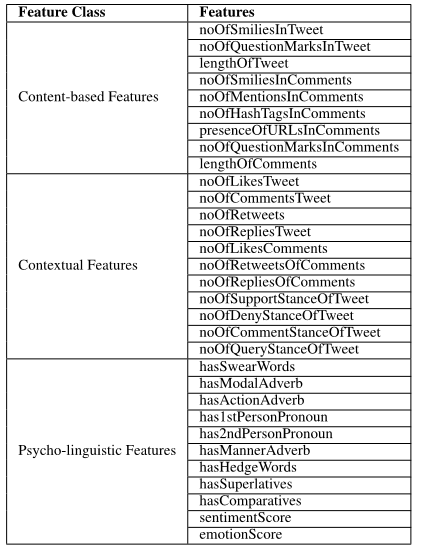 Feature Class Features
noOfSmiliesInTweet
noOfQuestionMarksInTweet
lengthOfTweet
noOfSmiliesInComments
Content-based Features noOfMentionsInComments
noOfHashTagsInComments
presenceOfURLsInComments
noOfQuestionMarksInComments
lengthOfComments
noOfLikesTweet
noOfCommentsTweet
noOfRetweets
noOfRepliesTweet
noOfLikesComments
Contextual Features noOfRetweetsOfComments
noOfRepliesOfComments
noOfSupportStanceOfTweet
noOfDenyStanceOfTweet
noOfCommentStanceOfTweet
noOfQueryStanceOfTweet
hasSwearWords
hasModalAdverb
hasActionAdverb
has1stPersonPronoun
has2ndPersonPronoun
Psycho-linguistic Features hasMannerAdverb
hasHedgeWords
hasSuperlatives
hasComparatives
sentimentScore
emotionScore